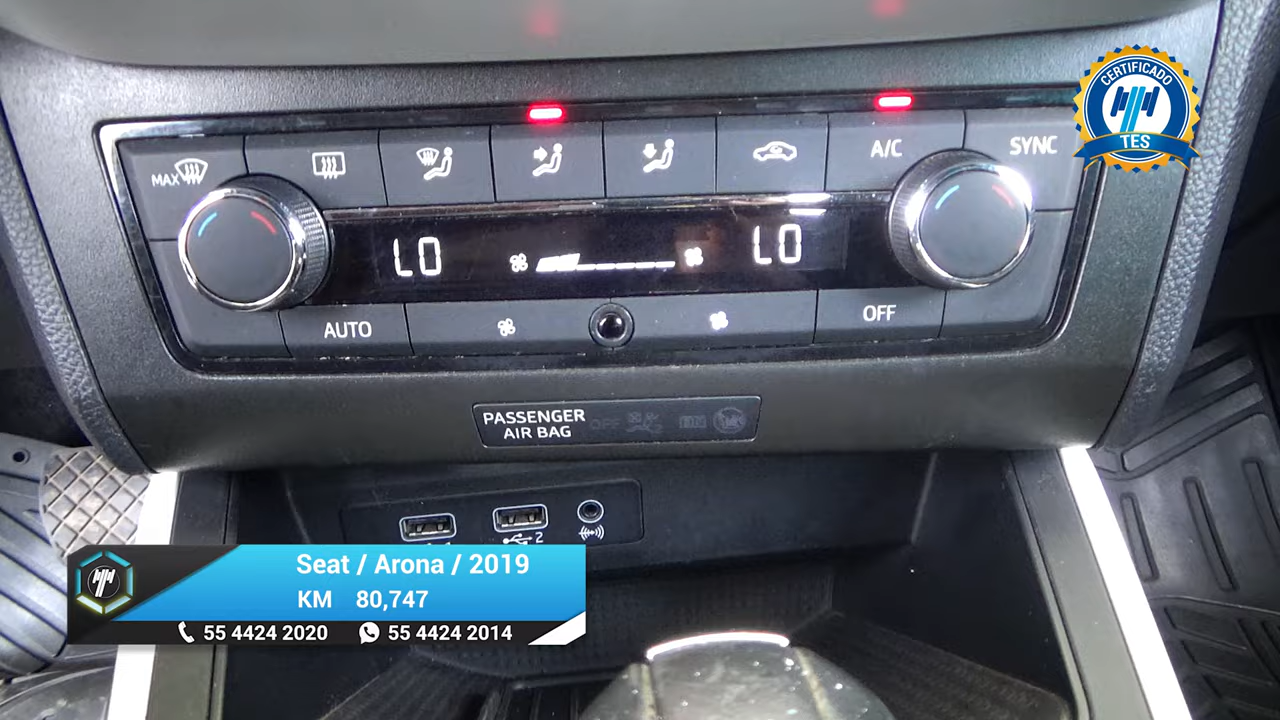 CERTIFICADO
TES
MAX
A/C
SYNC
LO
LO
AUTO
OFF
PASSENGER
AIR BAG
OFF
2
Seat / Arona / 2019
KM 80,747
55 4424 2020 55 4424 2014